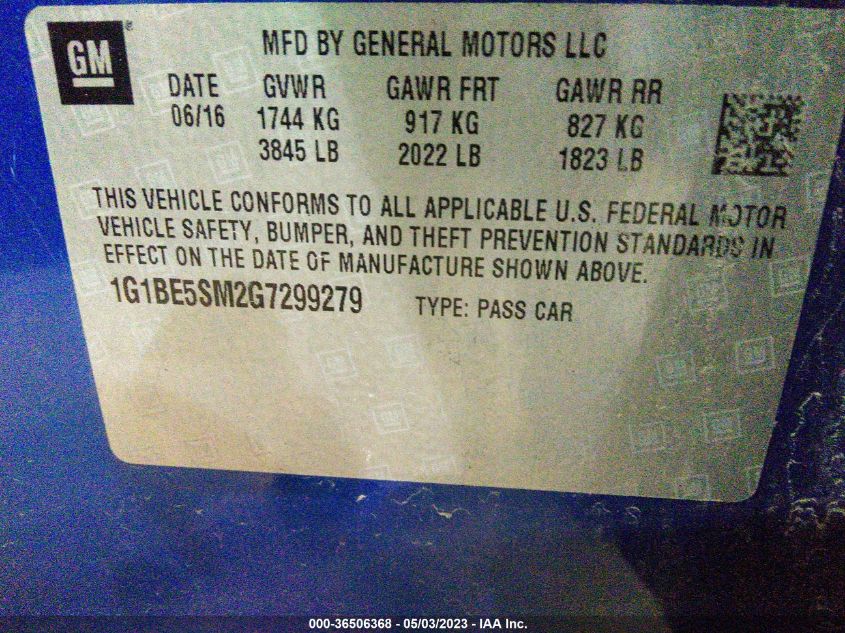 GM
MFD BY GENERAL MOTORS LLC
DATE GVWR GAWR FRT GAWR RR
06/16 1744 KG 917 KG 827 KG
3845 LB 2022 LB 1823 LB
THIS VEHICLE CONFORMS TO ALL APPLICABLE U.S. FEDERAL MOTOR
VEHICLE SAFETY, BUMPER, AND THEFT PREVENTION STANDARDS IN
EFFECT ON THE DATE OF MANUFACTURE SHOWN ABOVE.
1G1BE5SM2G7299279 TYPE: PASS CAR
000-36506368 - 05/03/2023 - IAA Inc.